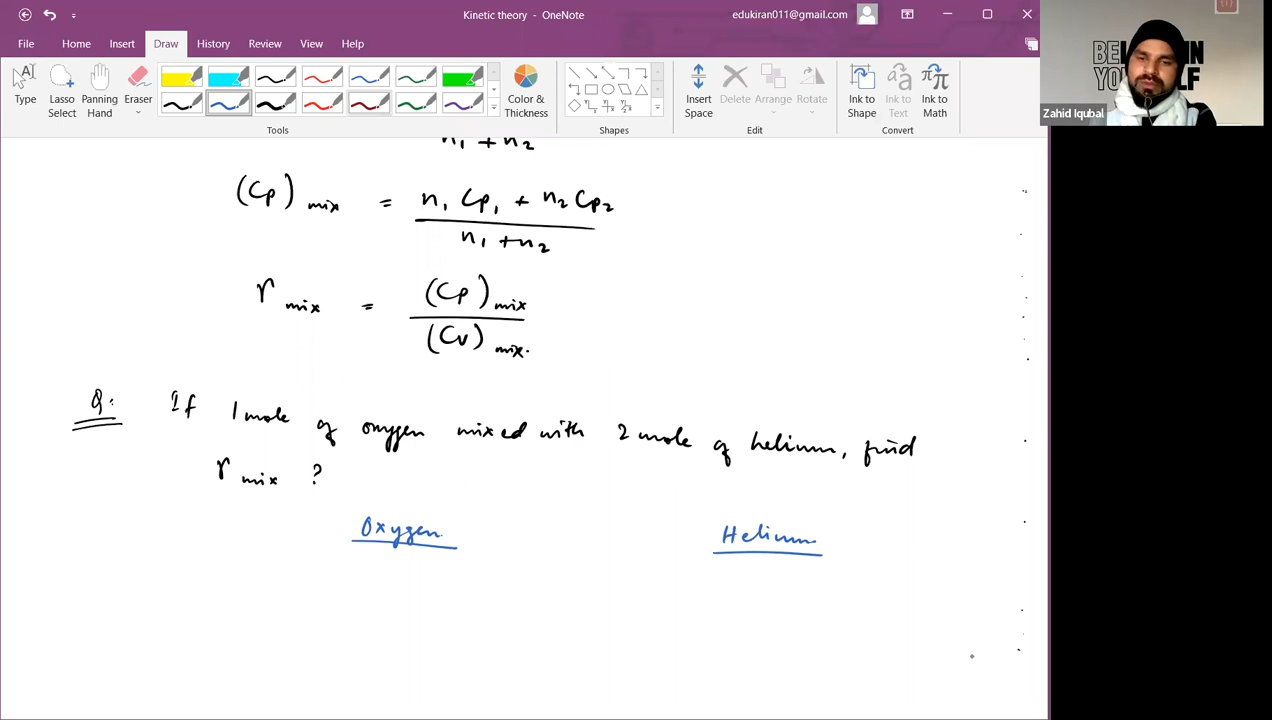 Kinetic theory - OneNote
edukiran011@gmail.com
File Home Insert Draw History Review View Help
Type
Lasso Select
Panning Hand
Eraser
Color & Thickness
Insert Space
Delete
Arrange
Rotate
Ink to Shape
Ink to Text
Ink to Math
Tools
Shapes
Edit
Convert
Zahid Iqubal
n1 + n2
(Cp) mix = n1 Cp1 + n2 Cp2
n1 + n2
γ mix = (Cp) mix
(Cv) mix.
Q: If 1 mole of oxygen mixed with 2 mole of helium, find
γ mix ?
Oxygen Helium